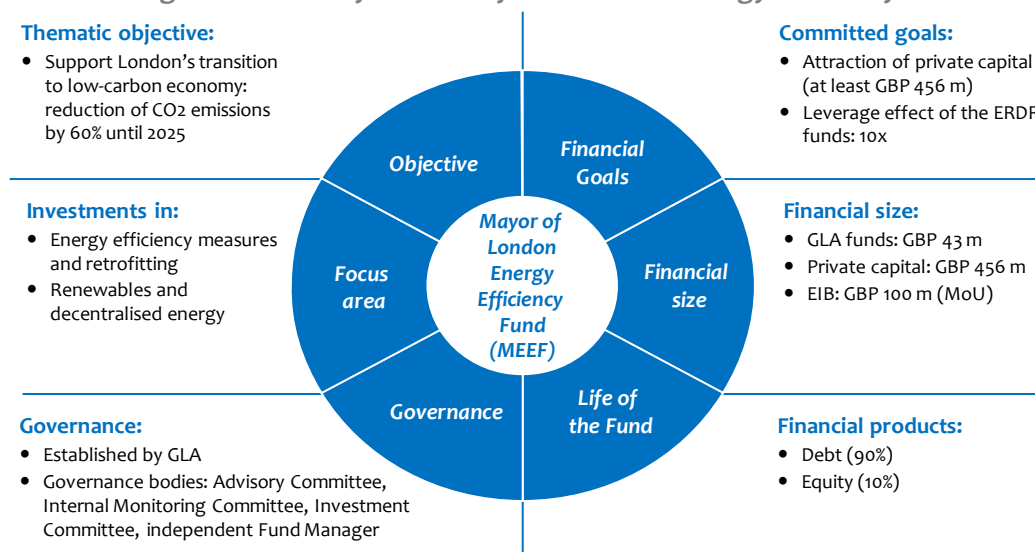 Thematic objective:
• Support London's transition
to low-carbon economy:
reduction of CO2 emissions
by 60% until 2025
Committed goals:
• Attraction of private capital
(at least GBP 456 m)
• Leverage effect of the ERDF
funds: 10x
Objective
Financial
Goals
Investments in:
• Energy efficiency measures
and retrofitting
• Renewables and
decentralised energy
Focus
area
Mayor of
London
Energy
Efficiency
Fund
(MEEF)
Financial
size
Financial size:
• GLA funds: GBP 43 m
• Private capital: GBP 456 m
• EIB: GBP 100 m (MoU)
Governance
Life of
the Fund
Governance:
• Established by GLA
• Governance bodies: Advisory Committee,
Internal Monitoring Committee, Investment
Committee, independent Fund Manager
Financial products:
• Debt (90%)
• Equity (10%)